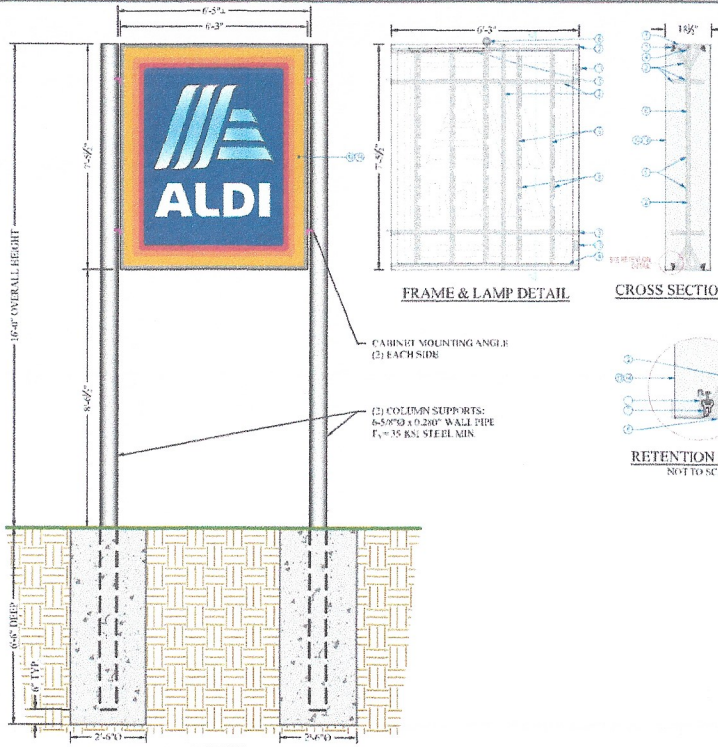 6'-5"±
6'-3"
7'-5½"
16'-0" OVERALL HEIGHT
8'-6½"
ALDI
6'-3"
7'-5½"
FRAME & LAMP DETAIL
18½"
CROSS SECTIO
CABINET MOUNTING ANGLE
(2) EACH SIDE
(2) COLUMN SUPPORTS:
6-5/8"Ø x 0.280" WALL PIPE
35 KSI STEEL MIN
RETENTION
NOT TO SC
6'-6" DEEP
6" TYP
2'-6"Ø
2'-6"Ø